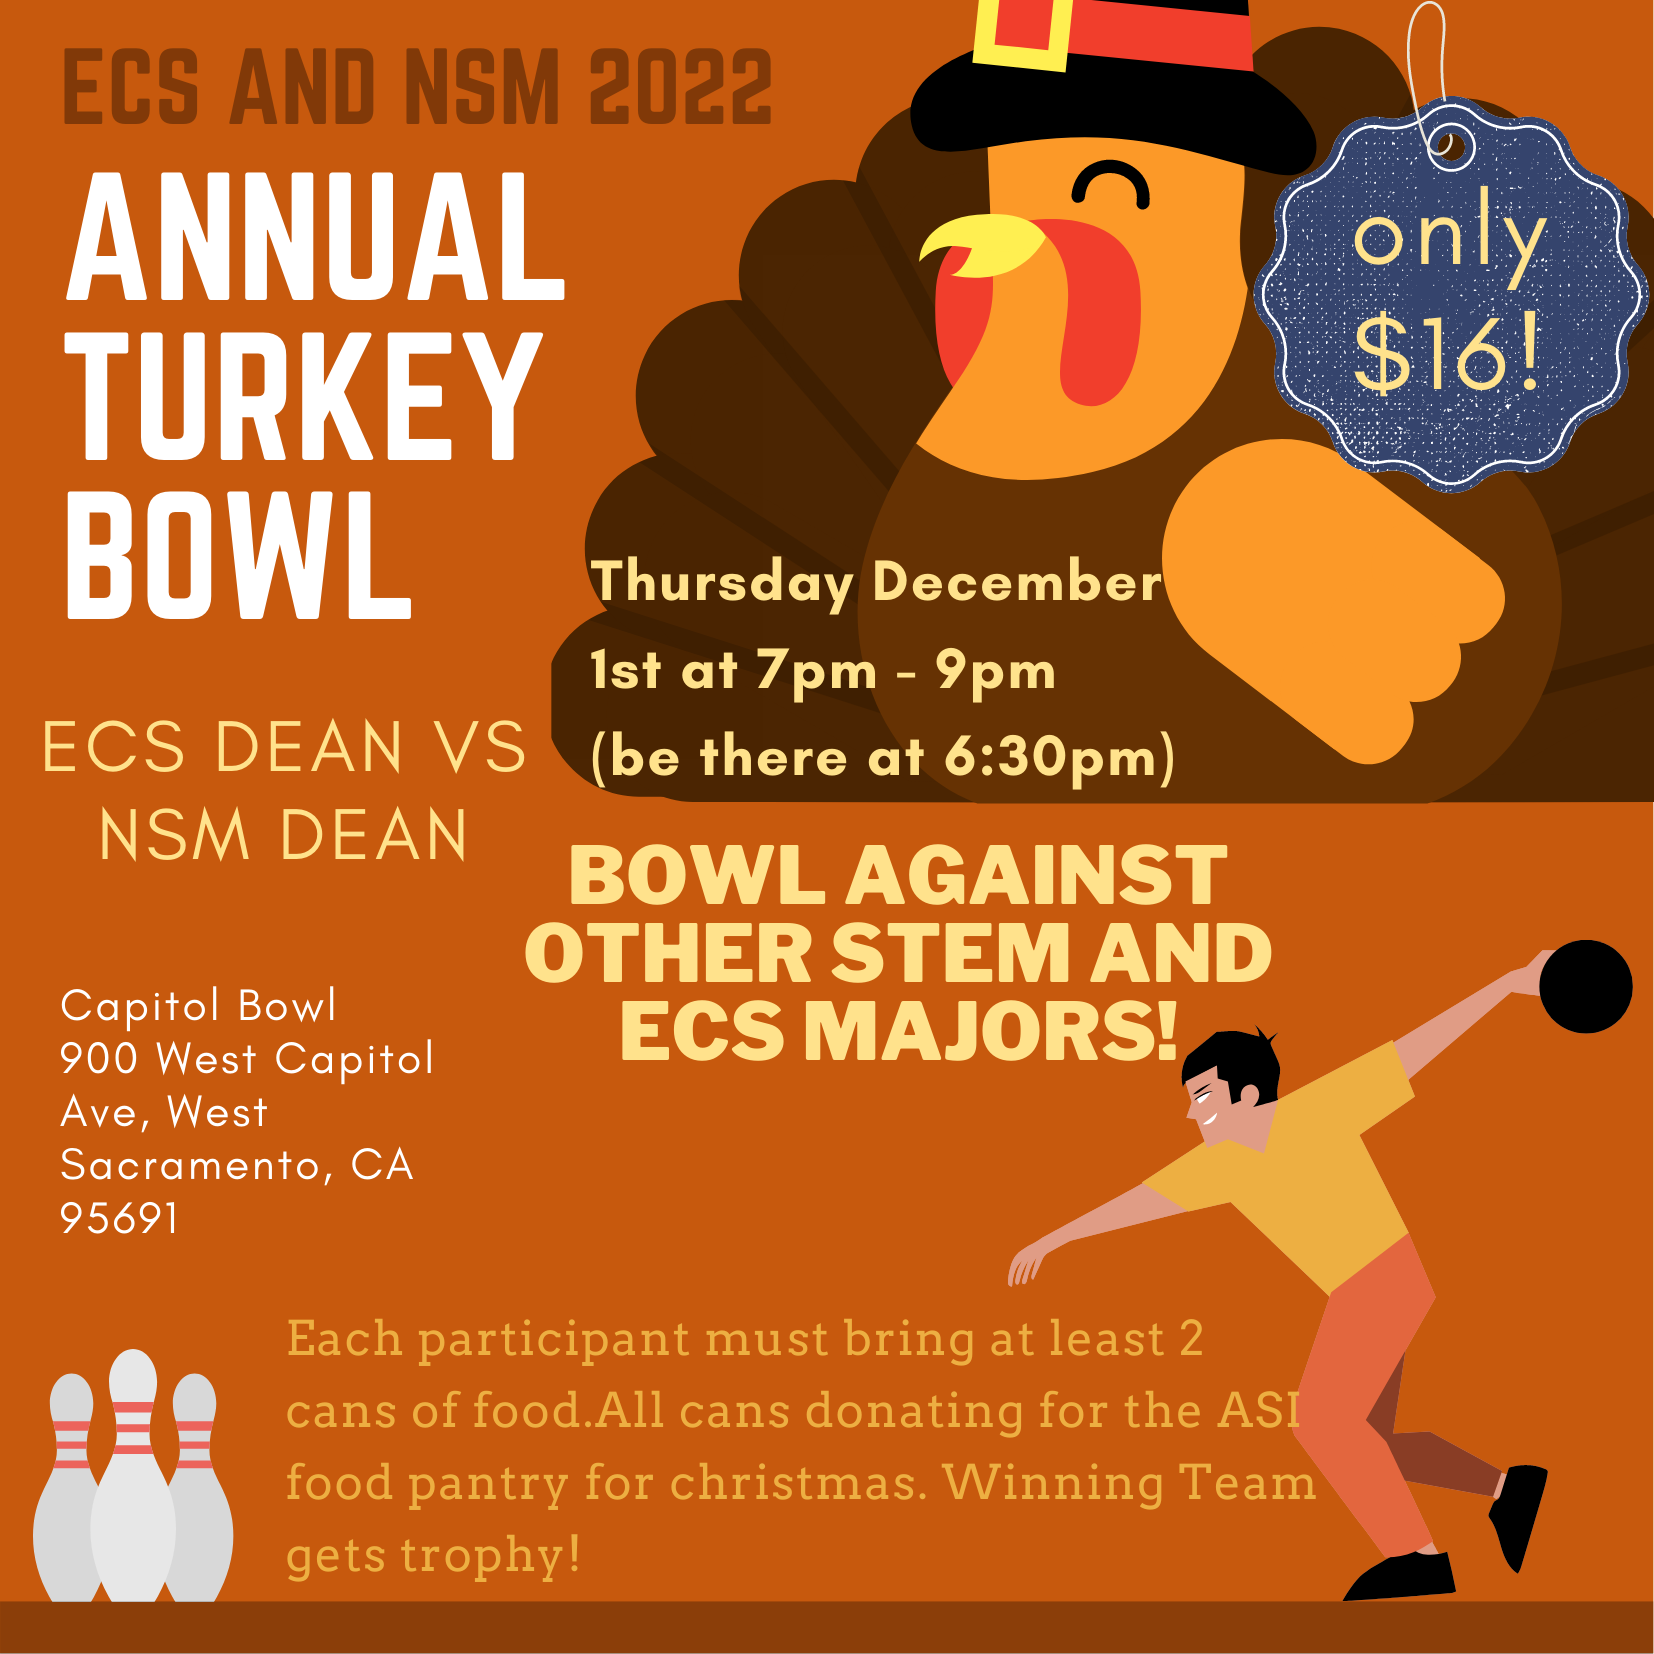 ECS AND NSM 2022
ANNUAL
TURKEY
BOWL
only
$16!
Thursday December
1st at 7pm - 9pm
(be there at 6:30pm)
ECS DEAN VS
NSM DEAN
BOWL AGAINST
OTHER STEM AND
ECS MAJORS!
Capitol Bowl
900 West Capitol
Ave, West
Sacramento, CA
95691
Each participant must bring at least 2
cans of food.All cans donating for the ASI
food pantry for christmas. Winning Team
gets trophy!